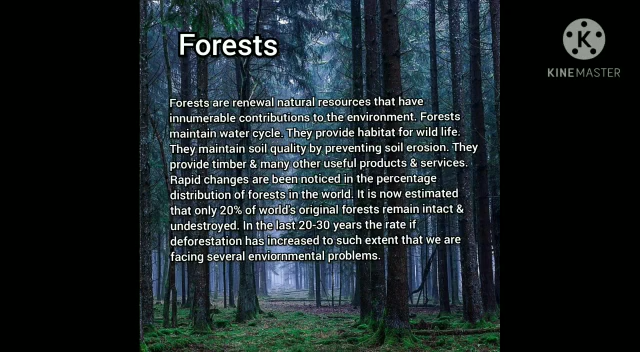 Forests
KINEMASTER
Forests are renewal natural resources that have
innumerable contributions to the environment. Forests
maintain water cycle. They provide habitat for wild life.
They maintain soil quality by preventing soil erosion. They
provide timber & many other useful products & services.
Rapid changes are been noticed in the percentage
distribution of forests in the world. It is now estimated
that only 20% of world's original forests remain intact &
undestroyed. In the last 20-30 years the rate if
deforestation has increased to such extent that we are
facing several enviornmental problems.